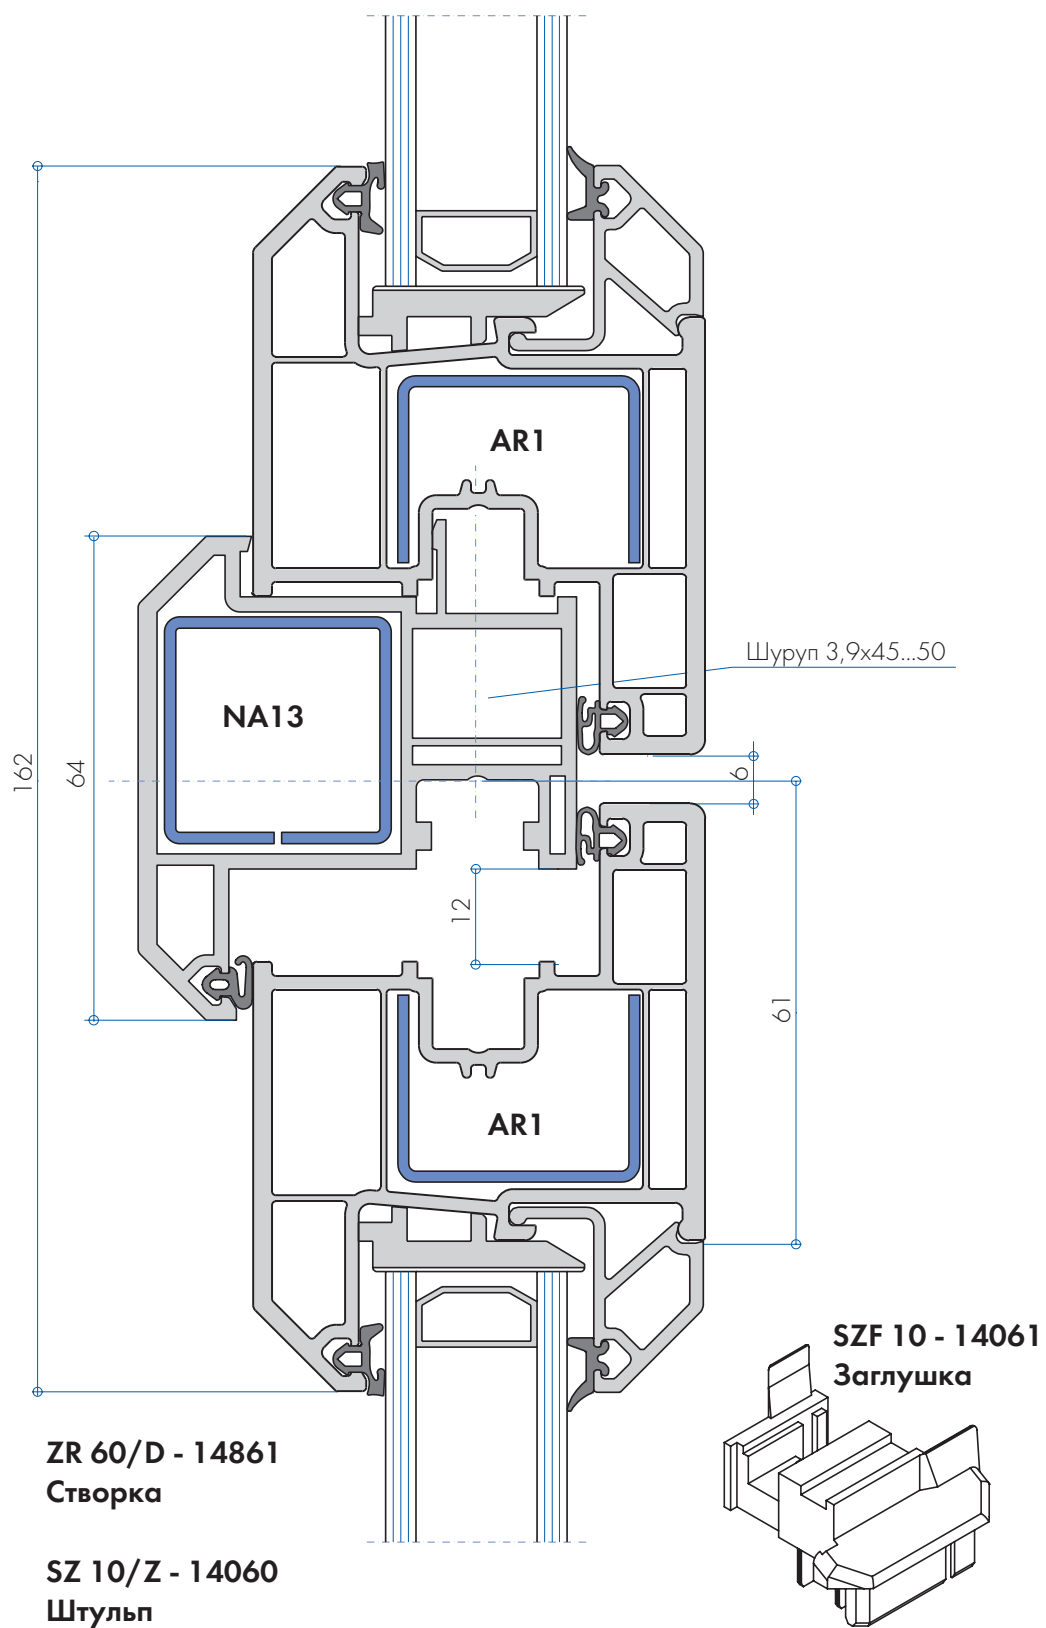 AR1
Шуруп 3,9х45...50
NA13
162
64
6
12
61
AR1
SZF 10 - 14061
Заглушка
ZR 60/D - 14861
Створка
SZ 10/Z - 14060
Штульп